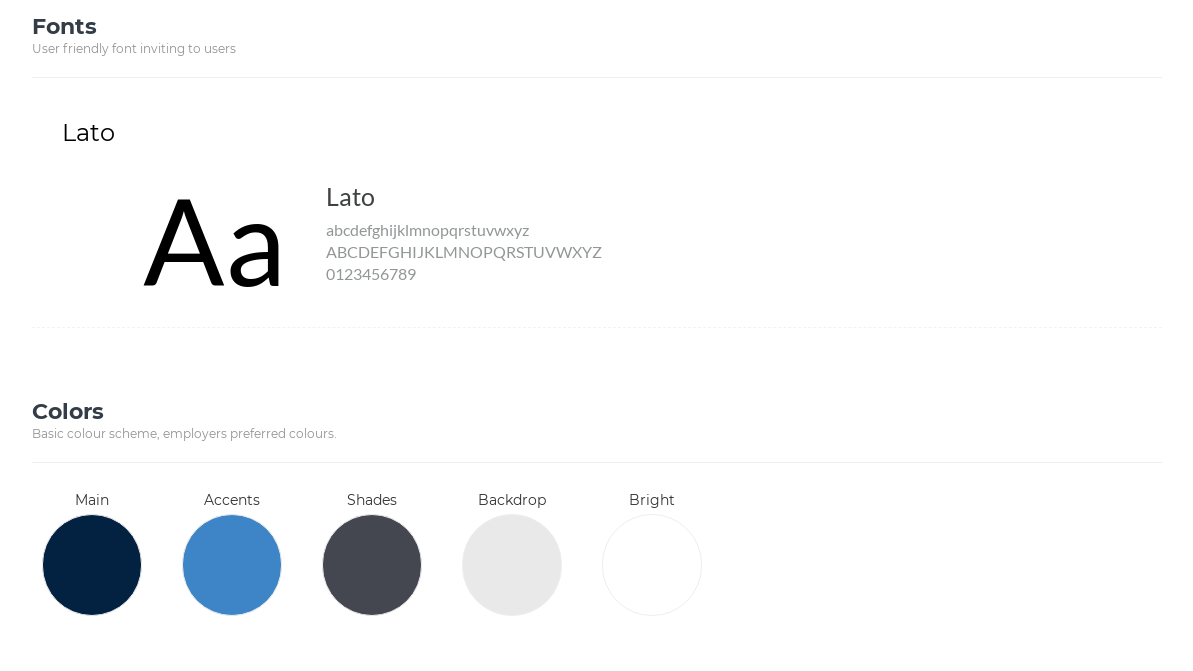 Fonts
User friendly font inviting to users
Lato
Aa
Lato
abcdefghijklmnopqrstuvwxyz
ABCDEFGHIJKLMNOPQRSTUVWXYZ
0123456789
Colors
Basic colour scheme, employers preferred colours.
Main Accents Shades Backdrop Bright